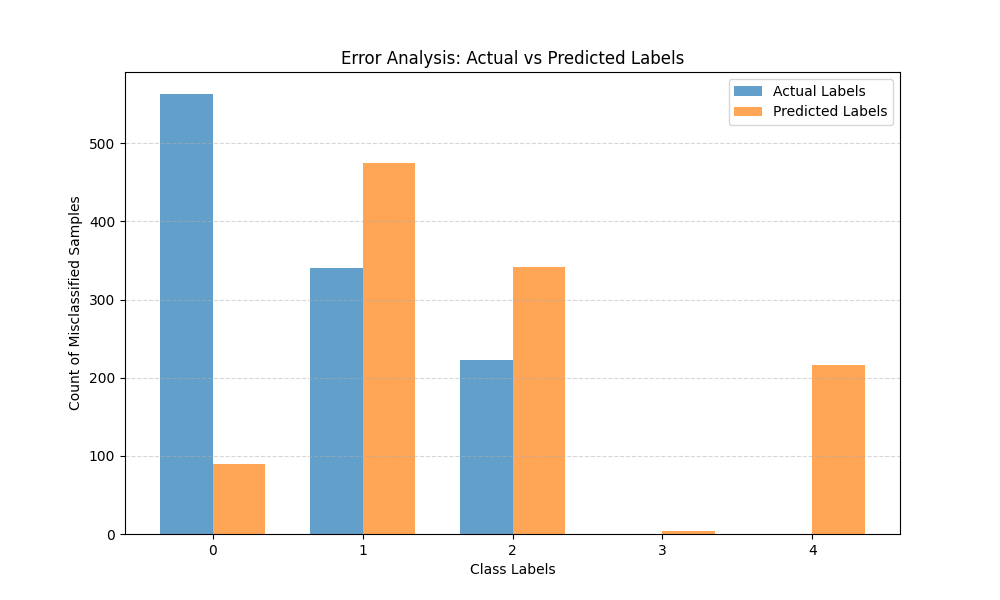 Error Analysis: Actual vs Predicted Labels
Actual Labels
Predicted Labels
Count of Misclassified Samples
500
400
300
200
100
0
0 1 2 3 4
Class Labels